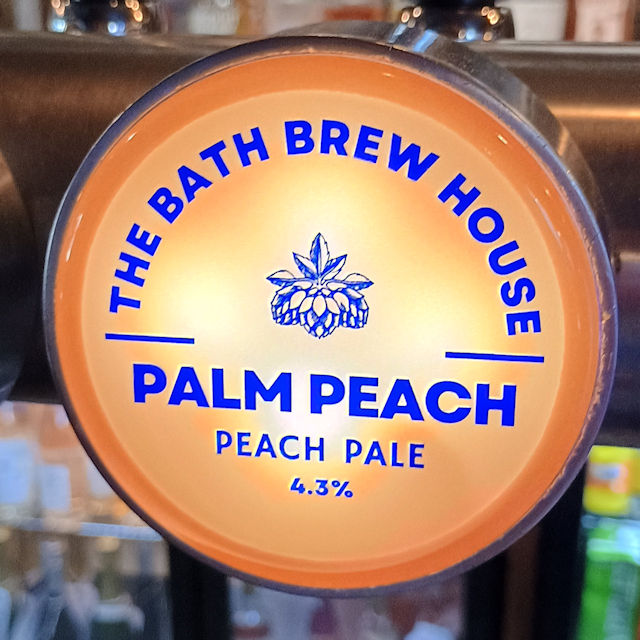 THE BATH BREW HOUSE
PALM PEACH
PEACH PALE
4.3%